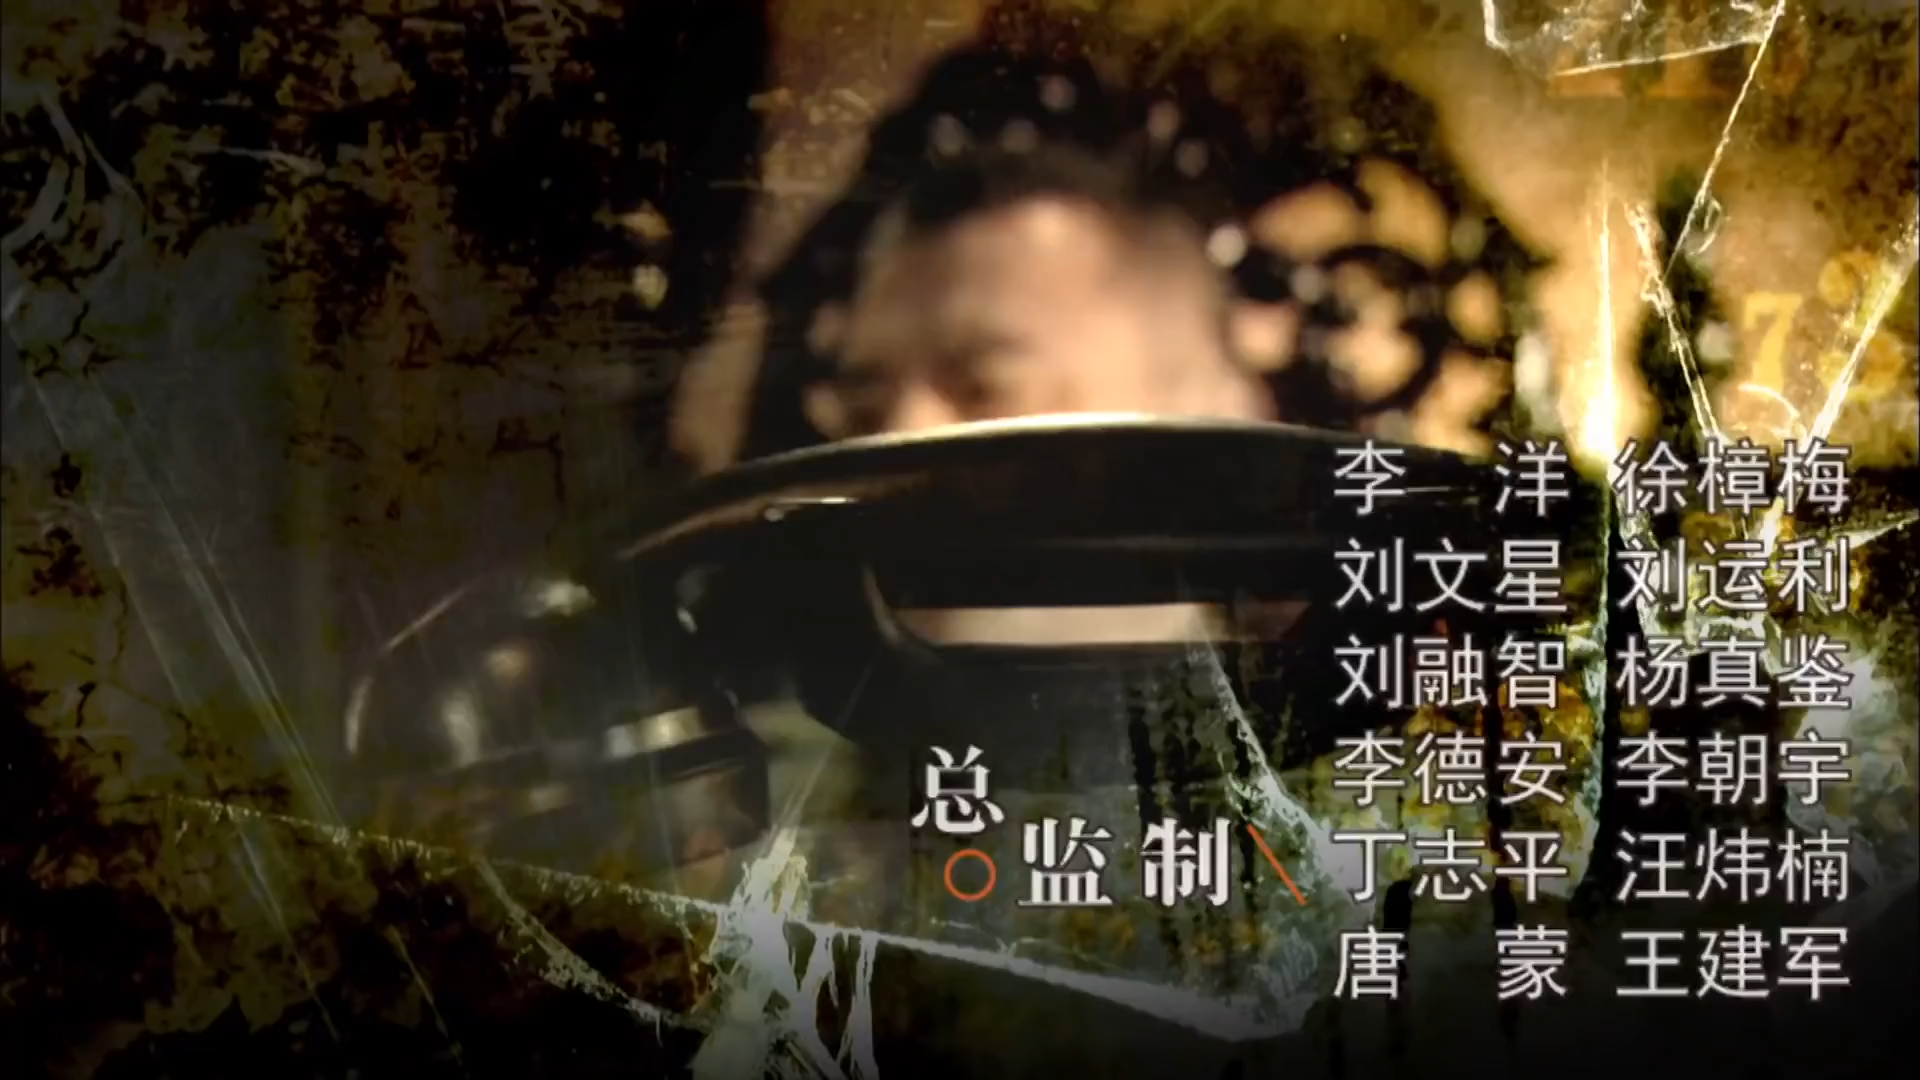 李 洋 徐樟梅
刘文星 刘运利
刘融智 杨真鉴
李德安 李朝宇
总监制 丁志平 汪炜楠
唐 蒙 王建军
7